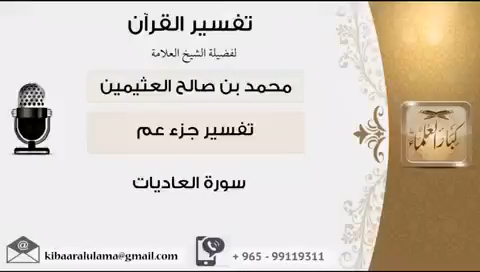 تفسير القرآن
لفضيلة الشيخ العلامة
محمد بن صالح العثيمين
تفسير جزء عم
سورة العاديات
كبار العلماء
kibaaralulama@gmail.com
+ 965 - 99119311